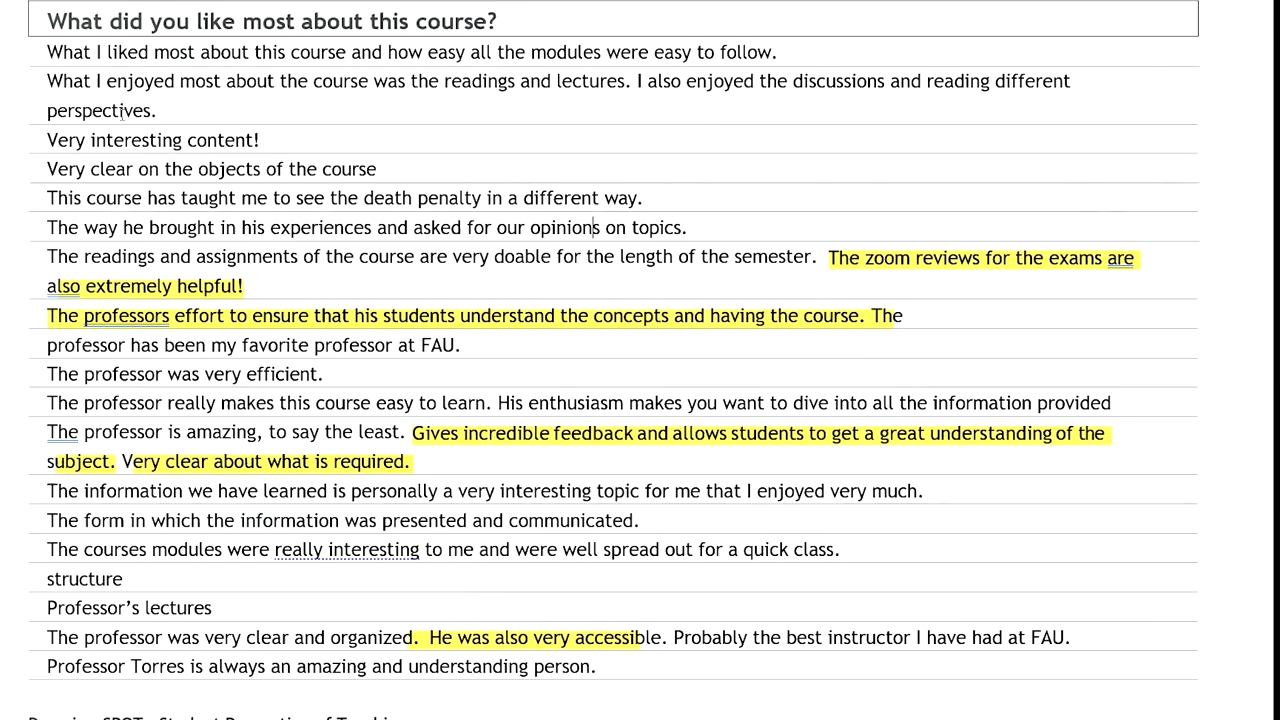 What did you like most about this course?
What I liked most about this course and how easy all the modules were easy to follow.
What I enjoyed most about the course was the readings and lectures. I also enjoyed the discussions and reading different
perspectives.
Very interesting content!
Very clear on the objects of the course
This course has taught me to see the death penalty in a different way.
The way he brought in his experiences and asked for our opinions on topics.
The readings and assignments of the course are very doable for the length of the semester. The zoom reviews for the exams are
also extremely helpful!
The professors effort to ensure that his students understand the concepts and having the course. The
professor has been my favorite professor at FAU.
The professor was very efficient.
The professor really makes this course easy to learn. His enthusiasm makes you want to dive into all the information provided
The professor is amazing, to say the least. Gives incredible feedback and allows students to get a great understanding of the
subject. Very clear about what is required.
The information we have learned is personally a very interesting topic for me that I enjoyed very much.
The form in which the information was presented and communicated.
The courses modules were really interesting to me and were well spread out for a quick class.
structure
Professor's lectures
The professor was very clear and organized. He was also very accessible. Probably the best instructor I have had at FAU.
Professor Torres is always an amazing and understanding person.